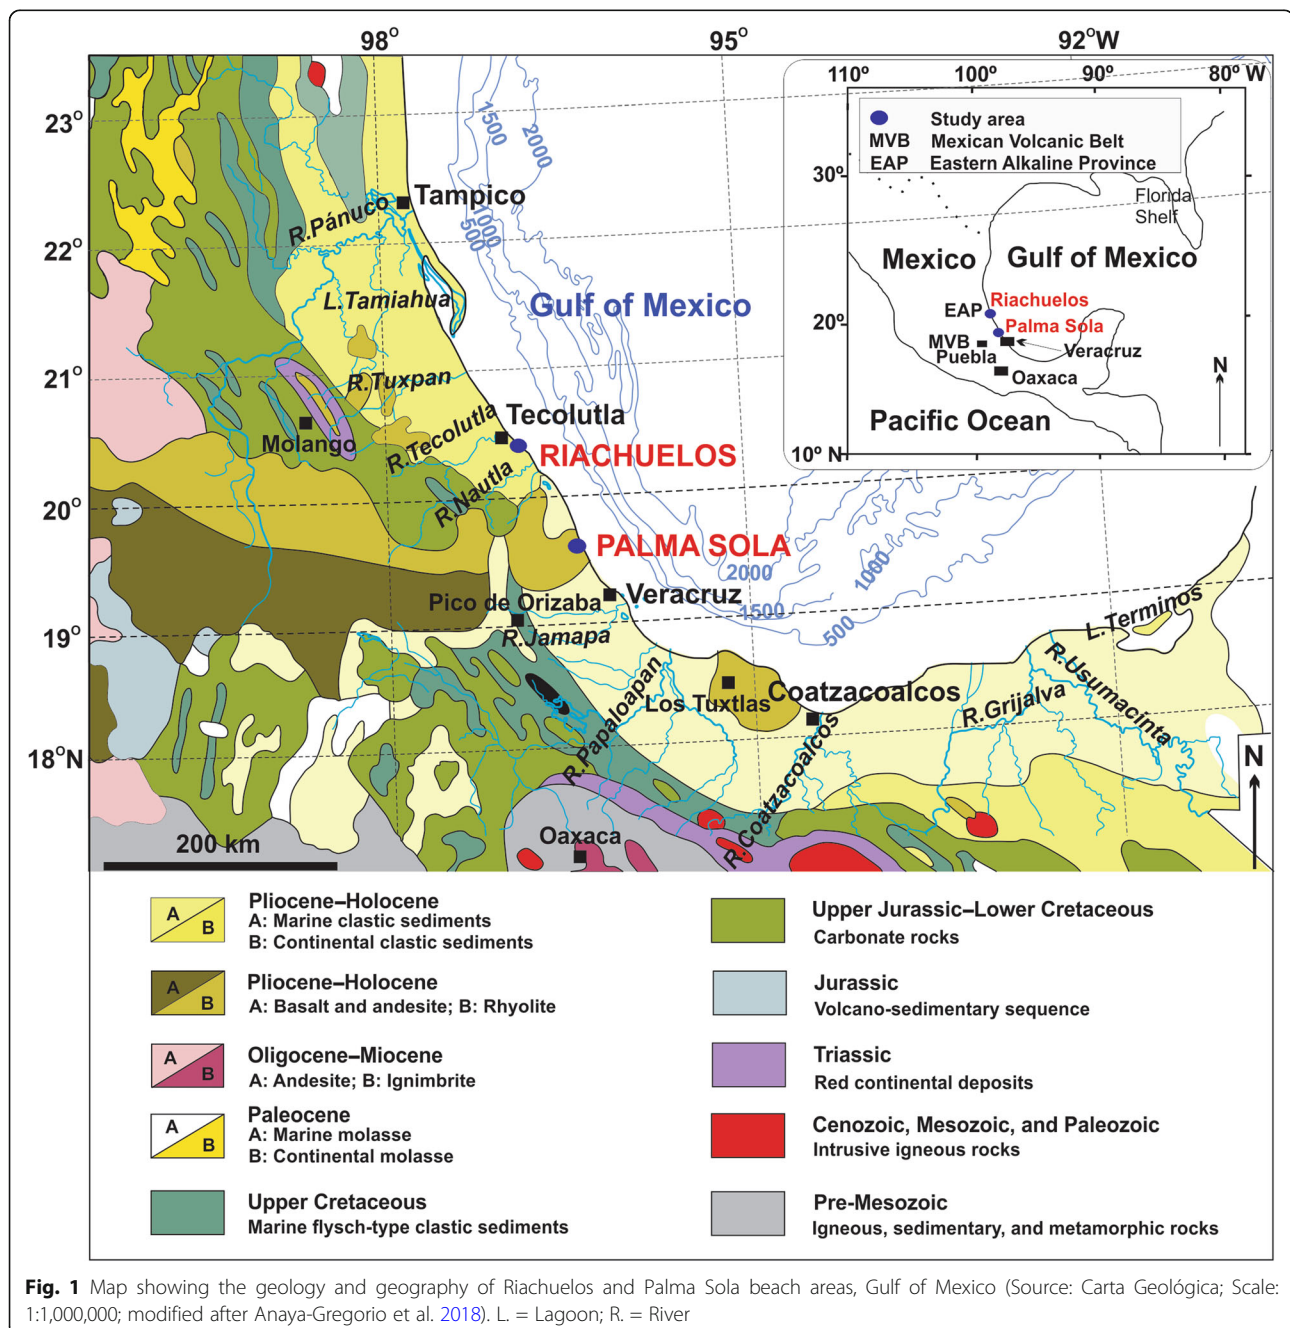 98°
95°
92°W
23°
22°
21°
20°
19°
18°N
1500
2000
1000
500
Tampico
R.Pánuco
L.Tamiahua
Gulf of Mexico
R.Tuxpan
Tecolutla
R.Tecolutla
Molango
RIACHUELOS
R.Nautla
PALMA SOLA
2000
1500
1000
500
Pico de Orizaba
Veracruz
R.Jamapa
L.Terminos
R.Usumacinta
R.Grijalva
R.Papaloapan
Los Tuxtlas
Coatzacoalcos
R.Coatzacoalcos
Oaxaca
200 km
N
110°
100°
90°
80° W
Study area
MVB Mexican Volcanic Belt
EAP Eastern Alkaline Province
30°
Florida
Shelf
Mexico
Gulf of Mexico
Riachuelos
EAP
Palma Sola
20°
MVB
Veracruz
Puebla
Oaxaca
N
Pacific Ocean
10° N
A B
Pliocene–Holocene
A: Marine clastic sediments
B: Continental clastic sediments
A B
Pliocene–Holocene
A: Basalt and andesite; B: Rhyolite
A B
Oligocene–Miocene
A: Andesite; B: Ignimbrite
A B
Paleocene
A: Marine molasse
B: Continental molasse
Upper Cretaceous
Marine flysch-type clastic sediments
Upper Jurassic–Lower Cretaceous
Carbonate rocks
Jurassic
Volcano-sedimentary sequence
Triassic
Red continental deposits
Cenozoic, Mesozoic, and Paleozoic
Intrusive igneous rocks
Pre-Mesozoic
Igneous, sedimentary, and metamorphic rocks
Fig. 1 Map showing the geology and geography of Riachuelos and Palma Sola beach areas, Gulf of Mexico (Source: Carta Geológica; Scale:
1:1,000,000; modified after Anaya-Gregorio et al. 2018). L. = Lagoon; R. = River